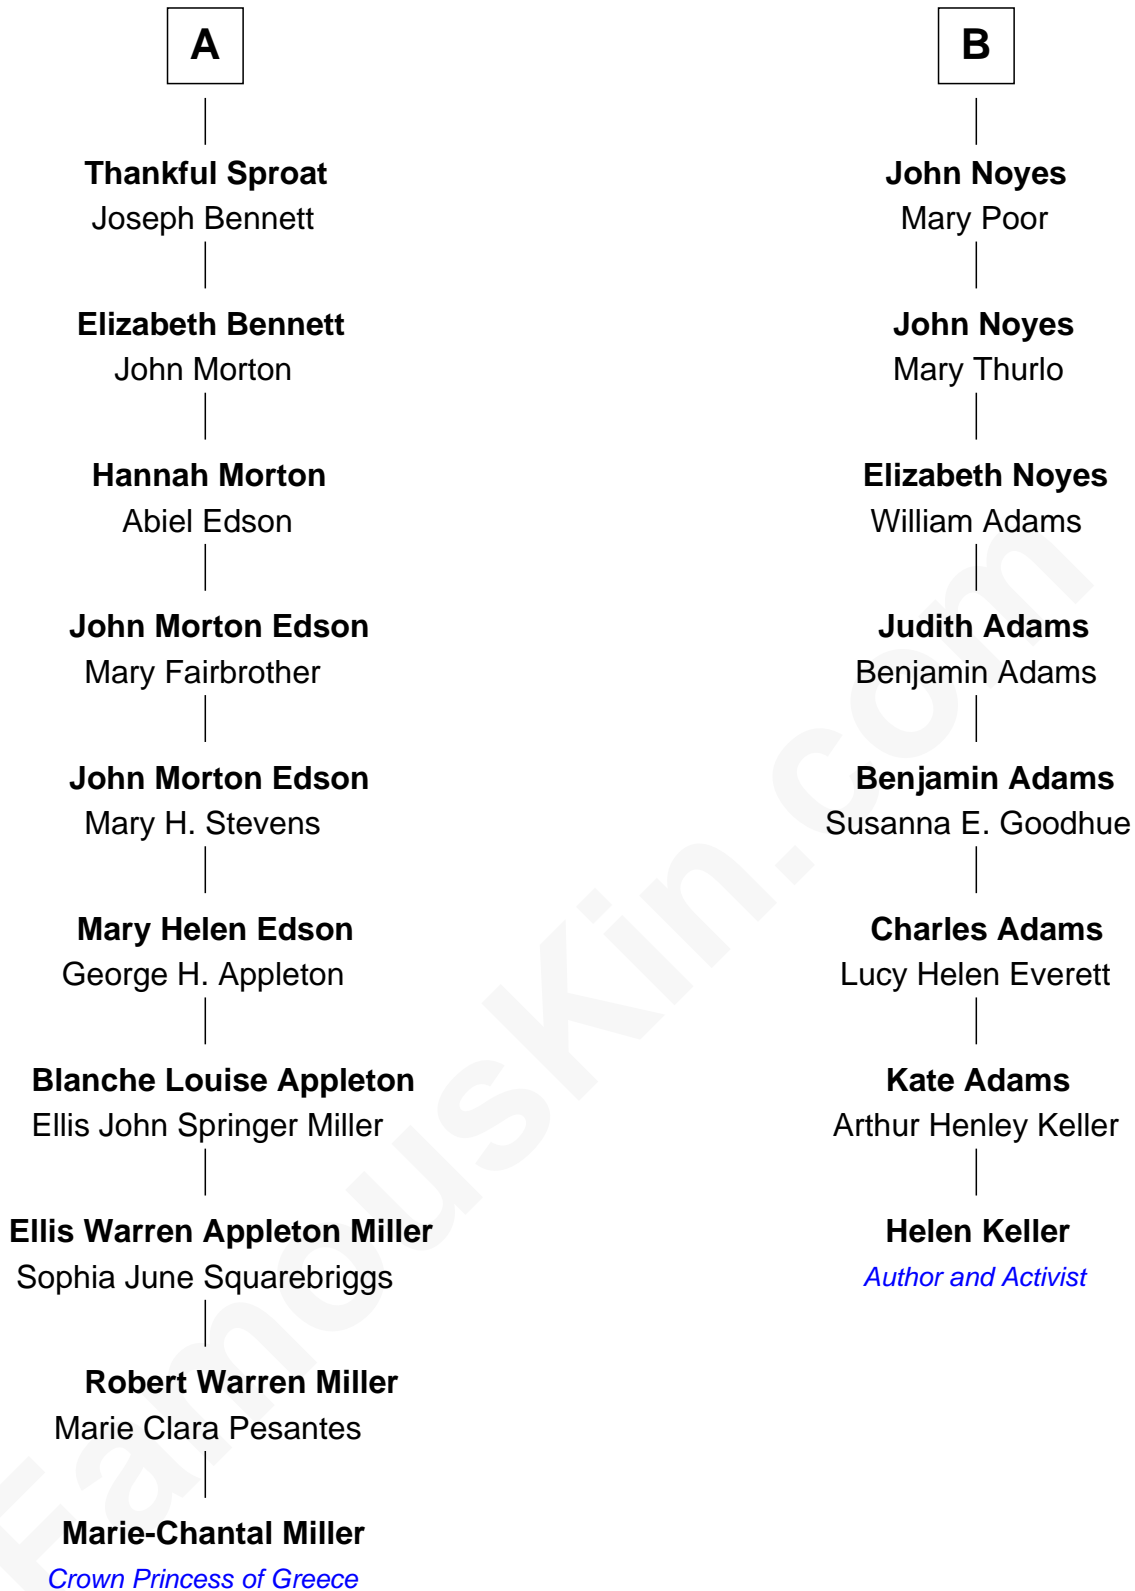 A
Thankful Sproat
Joseph Bennett
Elizabeth Bennett
John Morton
Hannah Morton
Abiel Edson
John Morton Edson
Mary Fairbrother
John Morton Edson
Mary H. Stevens
Mary Helen Edson
George H. Appleton
Blanche Louise Appleton
Ellis John Springer Miller
Ellis Warren Appleton Miller
Sophia June Squarebriggs
Robert Warren Miller
Marie Clara Pesantes
Marie-Chantal Miller
Crown Princess of Greece
B
John Noyes
Mary Poor
John Noyes
Mary Thurlo
Elizabeth Noyes
William Adams
Judith Adams
Benjamin Adams
Benjamin Adams
Susanna E. Goodhue
Charles Adams
Lucy Helen Everett
Kate Adams
Arthur Henley Keller
Helen Keller
Author and Activist
FamousKin.com